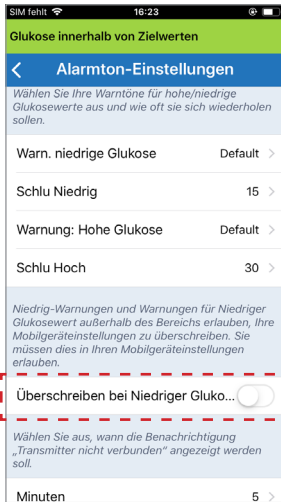 SIM fehlt 16:23
Glukose innerhalb von Zielwerten
Alarmton-Einstellungen
Wählen Sie Ihre Warntöne für hohe/niedrige
Glukosewerte aus und wie oft sie sich wiederholen
sollen.
Warn. niedrige Glukose Default
Schlu Niedrig 15
Warnung: Hohe Glukose Default
Schlu Hoch 30
Niedrig-Warnungen und Warnungen für Niedriger
Glukosewert außerhalb des Bereichs erlauben, Ihre
Mobilgeräteinstellungen zu überschreiben. Sie
müssen dies in Ihren Mobilgeräteinstellungen
erlauben.
Überschreiben bei Niedriger Gluko...
Wählen Sie aus, wann die Benachrichtigung
„Transmitter nicht verbunden" angezeigt werden
soll.
Minuten 5